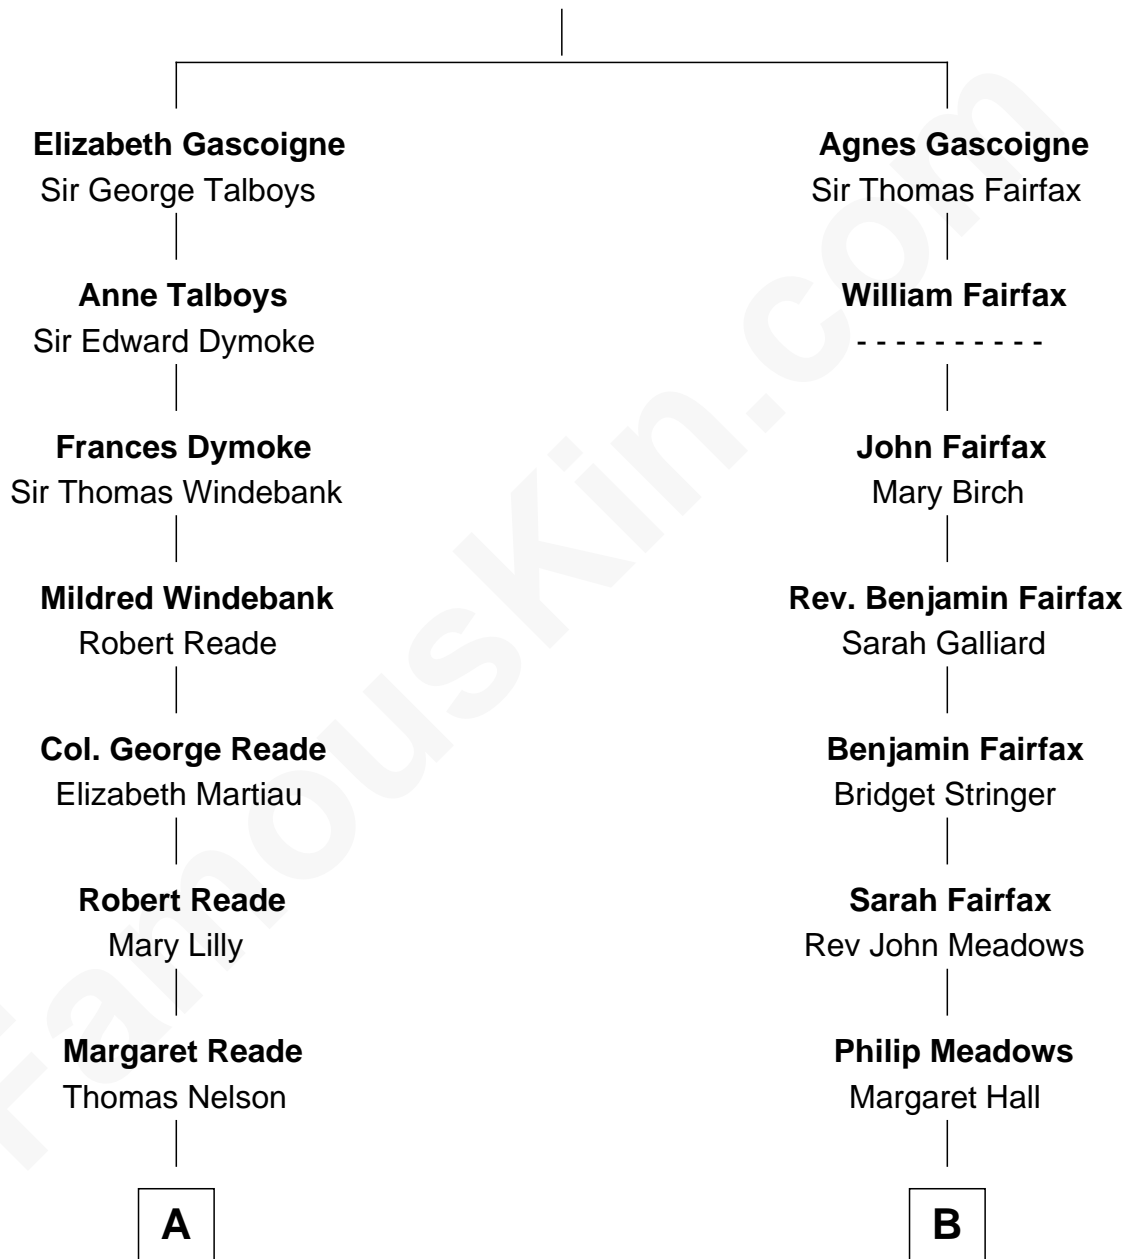 Elizabeth Gascoigne
Sir George Talboys
Anne Talboys
Sir Edward Dymoke
Frances Dymoke
Sir Thomas Windebank
Mildred Windebank
Robert Reade
Col. George Reade
Elizabeth Martiau
Robert Reade
Mary Lilly
Margaret Reade
Thomas Nelson
A
Agnes Gascoigne
Sir Thomas Fairfax
William Fairfax
- - - - - - - - - -
John Fairfax
Mary Birch
Rev. Benjamin Fairfax
Sarah Galliard
Benjamin Fairfax
Bridget Stringer
Sarah Fairfax
Rev John Meadows
Philip Meadows
Margaret Hall
B
FamousKin.com